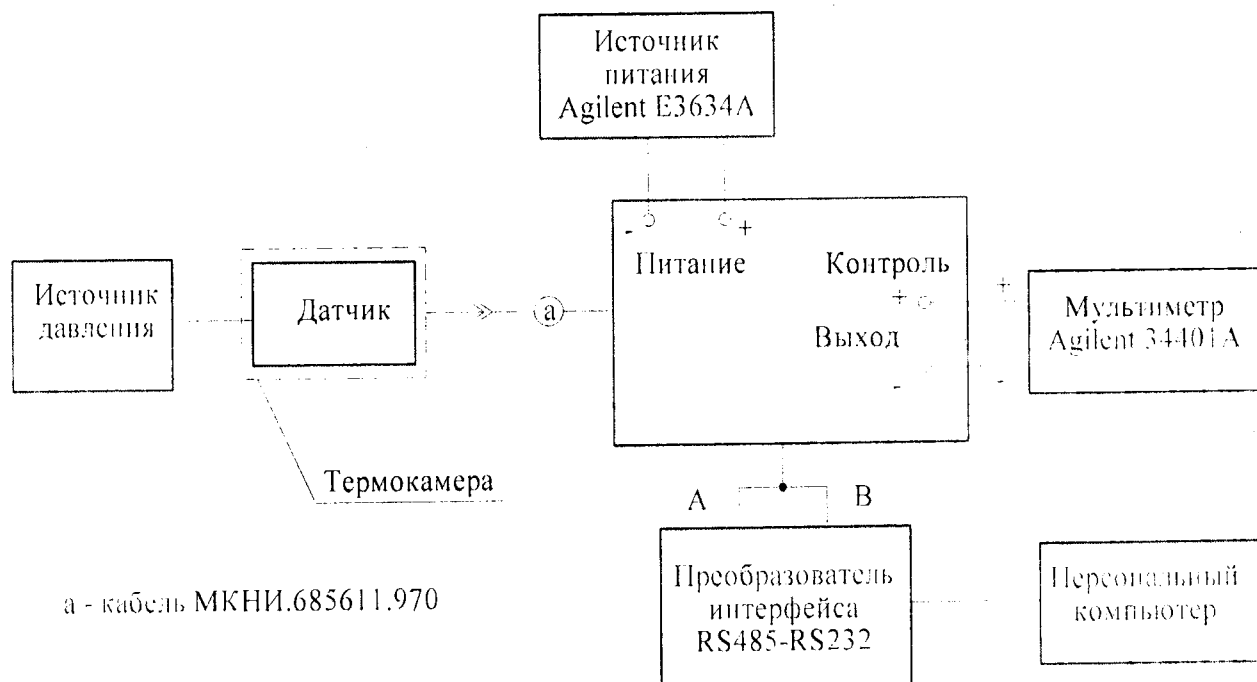 Источник
питания
Agilent E3634A
- +
Питание
Контроль
+
Выход
-
Источник
давления
Датчик
а
+
-
Мультиметр
Agilent 34401A
Термокамера
А
В
Преобразователь
интерфейса
RS485-RS232
Персональный
компьютер
а - кабель МКНИ.685611.970